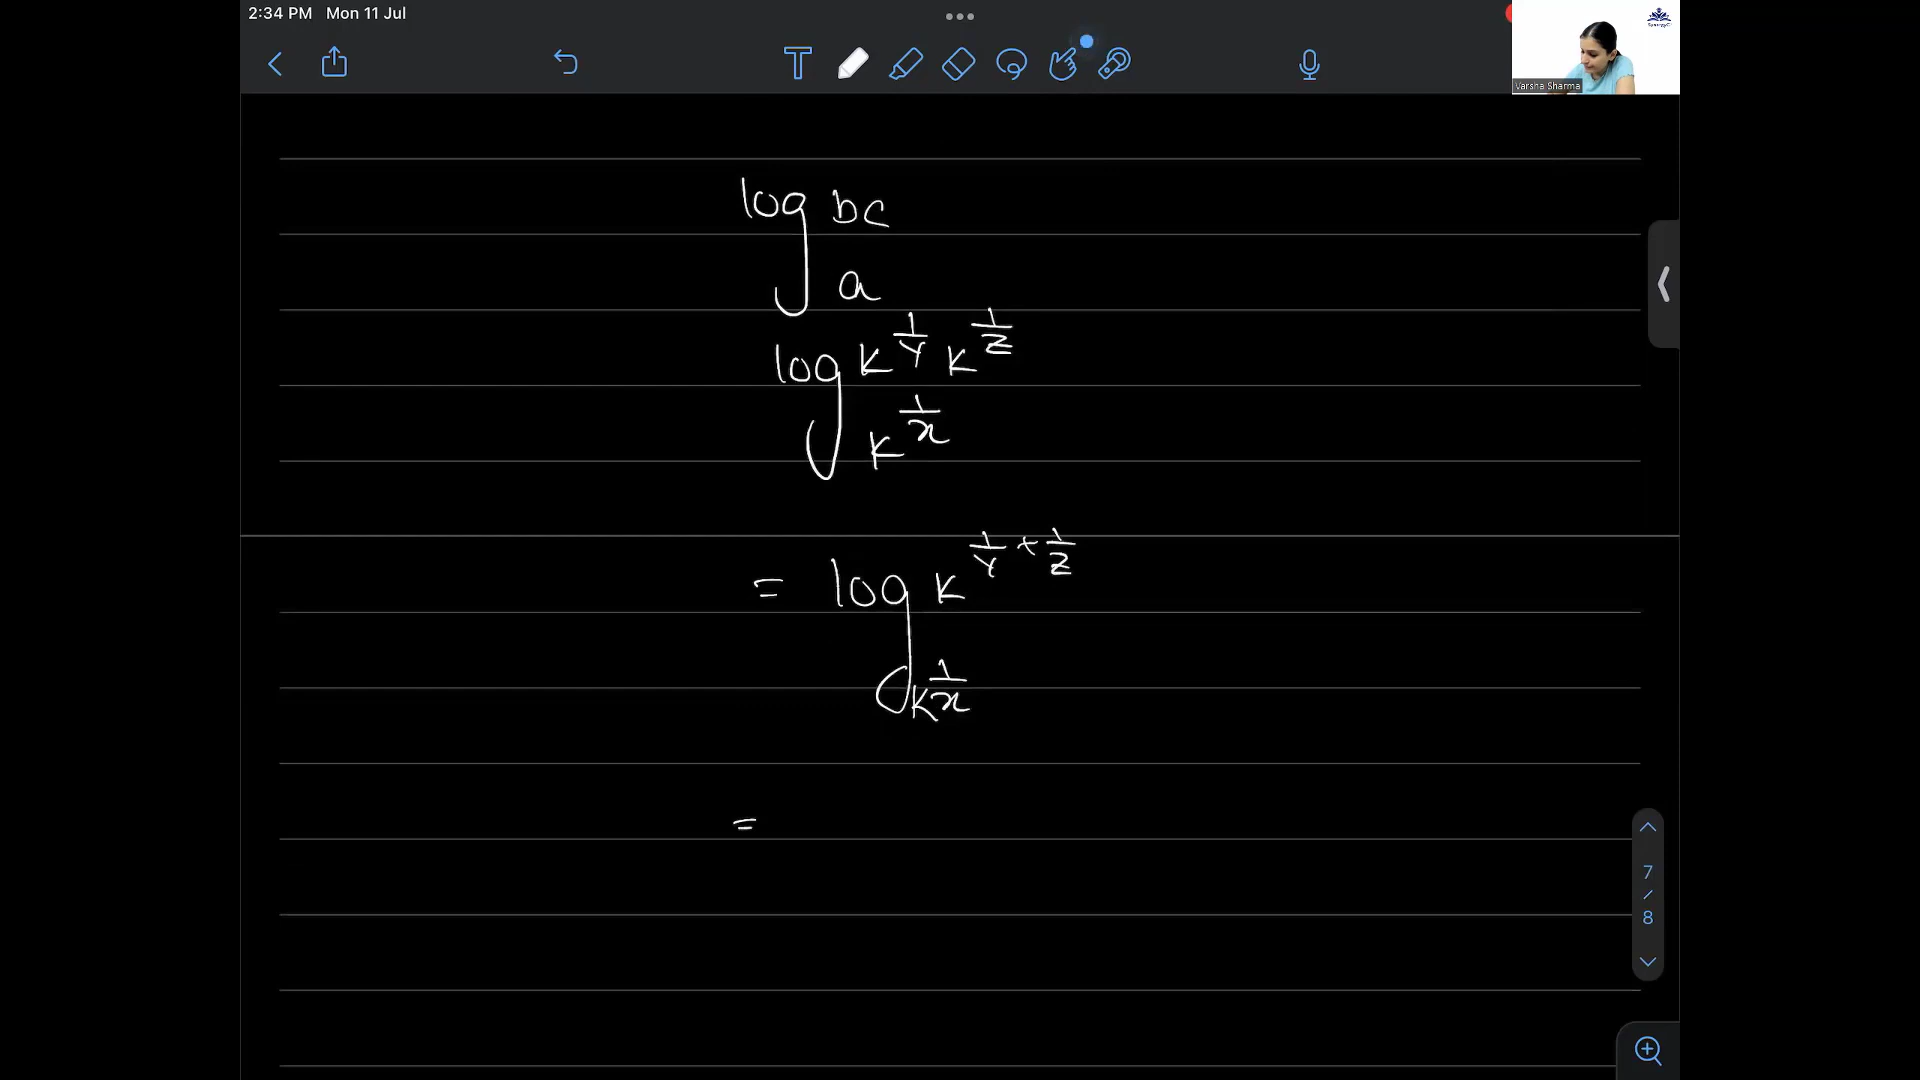 2:34 PM Mon 11 Jul
Varsha Sharma
log bc
a
log K^{1/Y} K^{1/Z}
K^{1/x}
= log K^{1/Y + 1/Z}
K^{1/x}
=
7
/
8